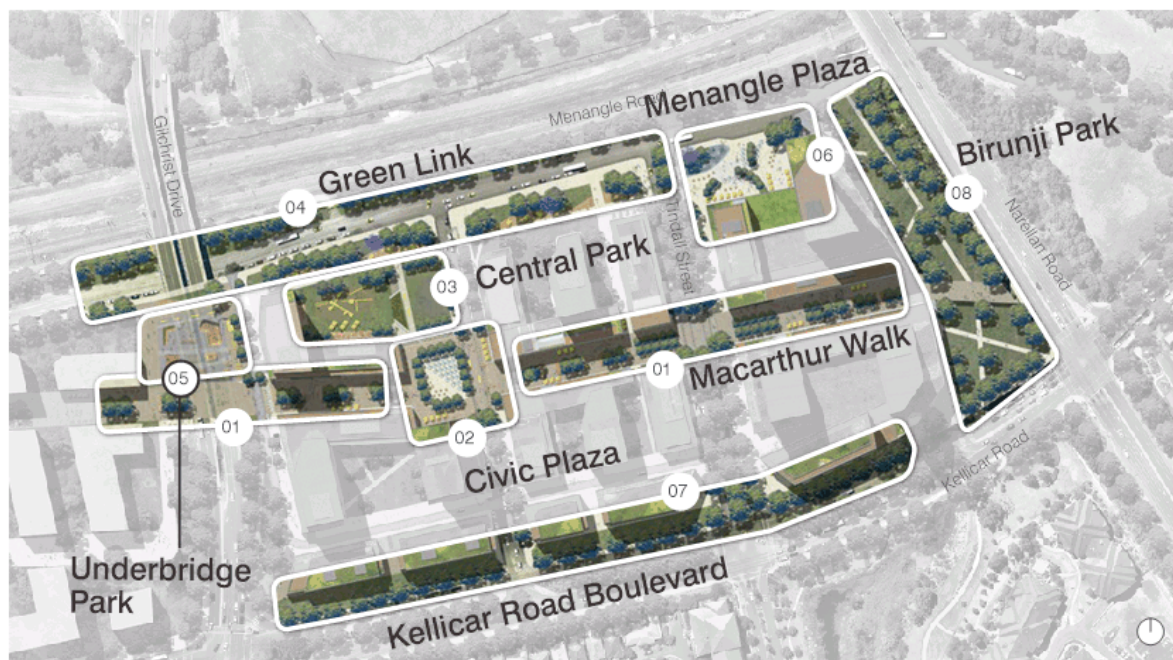 Menangle Plaza
Menangle Road
Gilchrist Drive
Green Link
04
06
Birunji Park
08
Narellan Road
Tindall Street
Central Park
03
05
01
02
01
Macarthur Walk
Civic Plaza
07
Kellicar Road
Underbridge
Park
Kellicar Road Boulevard